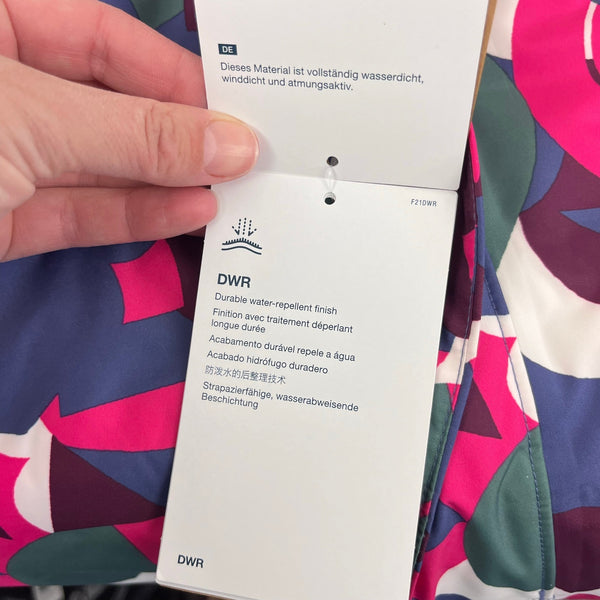 DE
Dieses Material ist vollständig wasserdicht,
winddicht und atmungsaktiv.
F21DWR
DWR
Durable water-repellent finish
Finition avec traitement déperlant
longue durée
Acabamento durável repele a água
Acabado hidrófugo duradero
防泼水的后整理技术
Strapazierfähige, wasserabweisende
Beschichtung
DWR